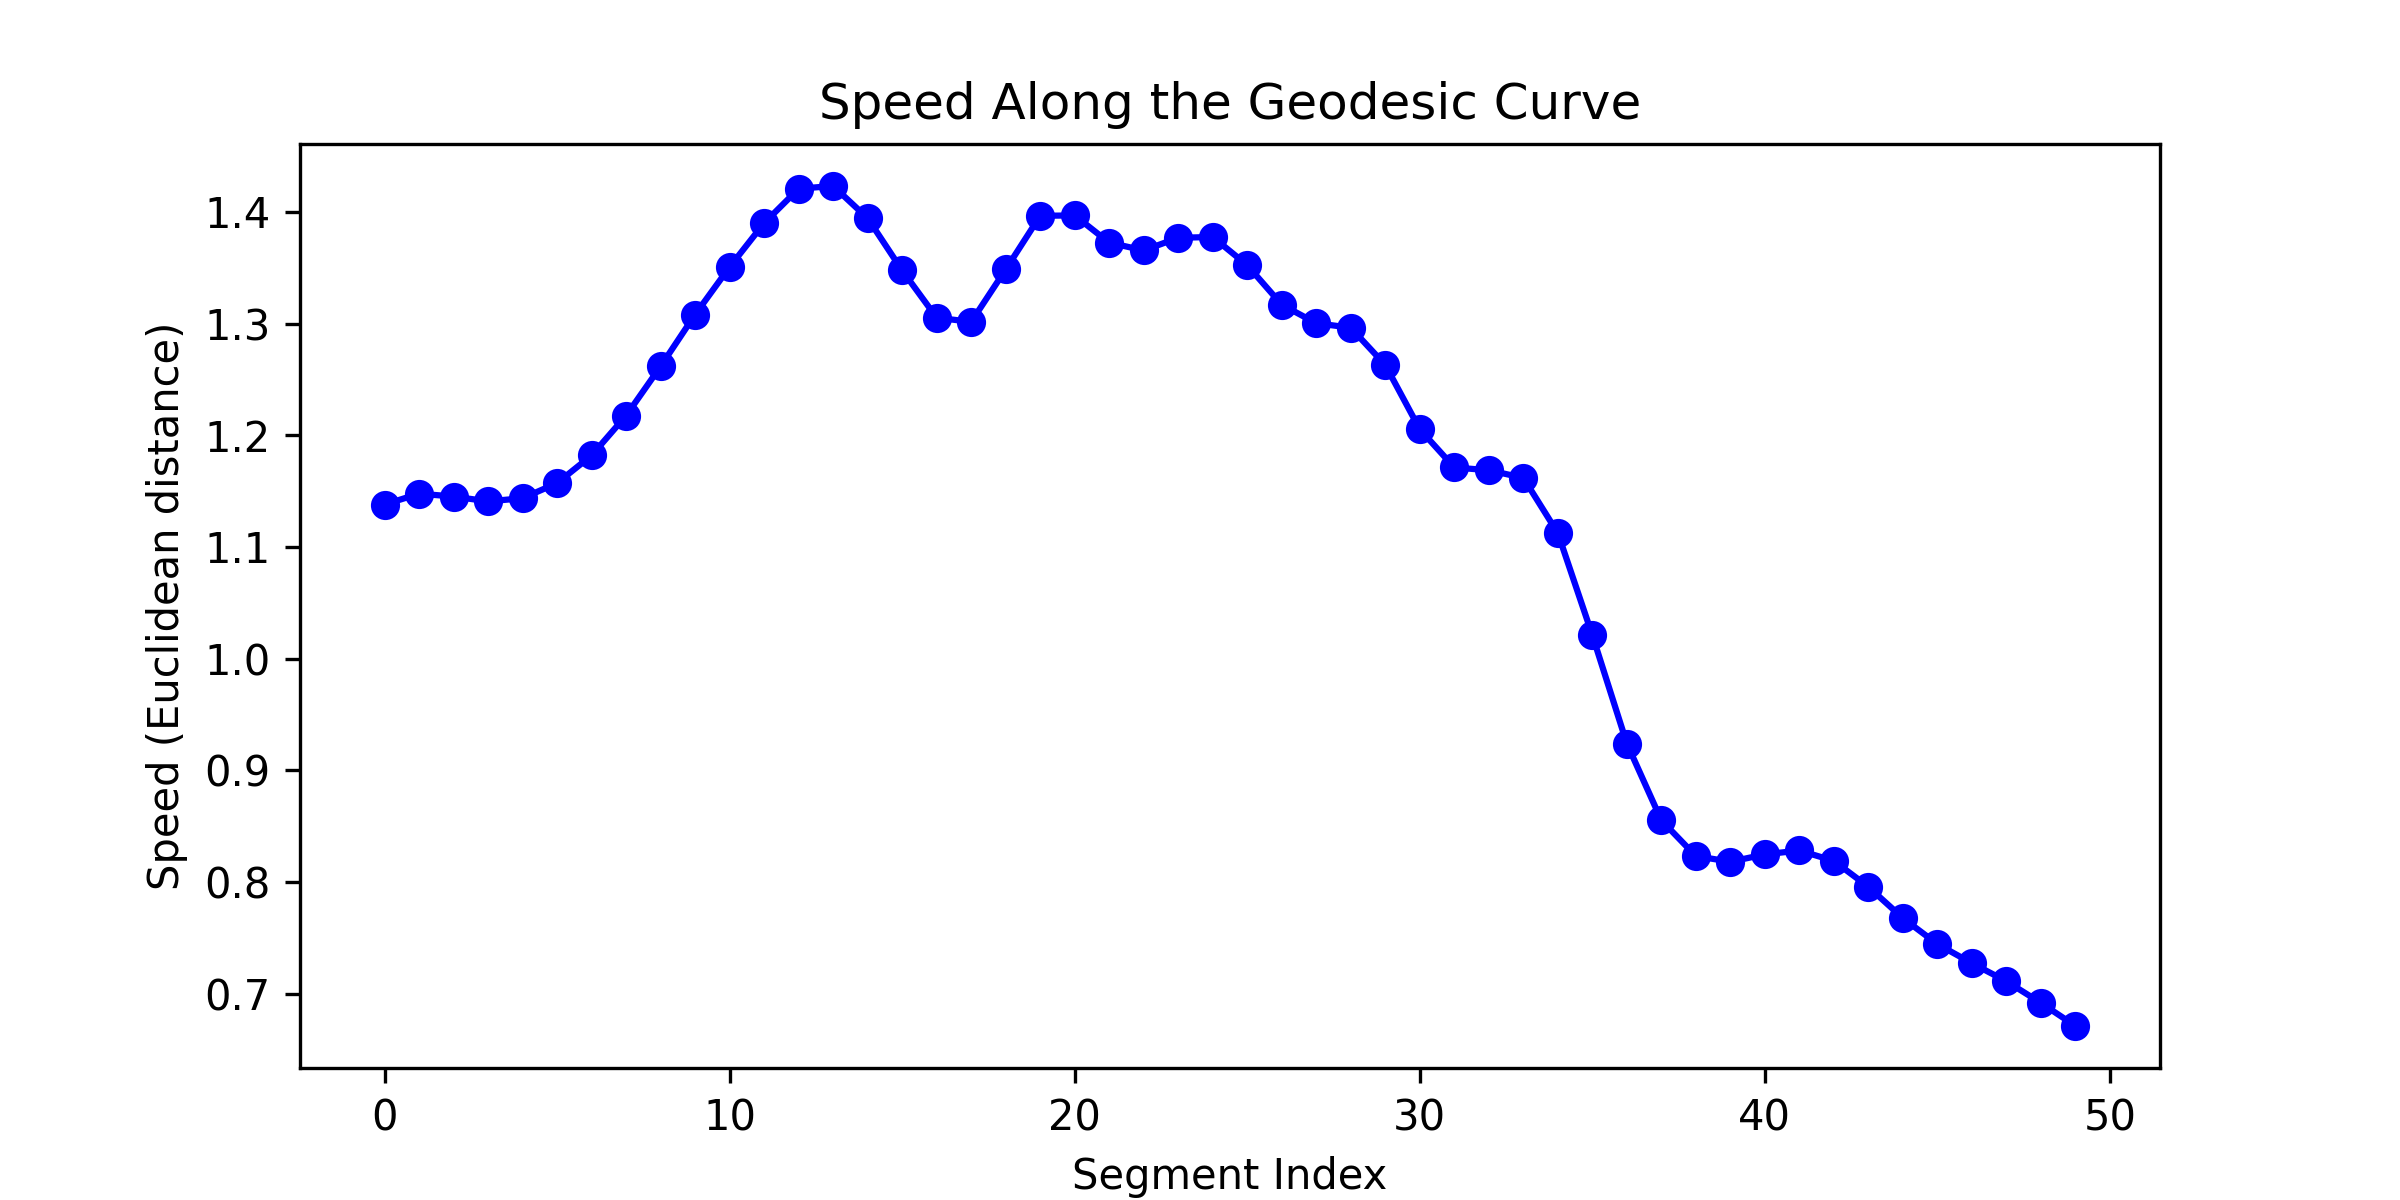 Speed Along the Geodesic Curve
Speed (Euclidean distance)
1.4
1.3
1.2
1.1
1.0
0.9
0.8
0.7
0 10 20 30 40 50
Segment Index